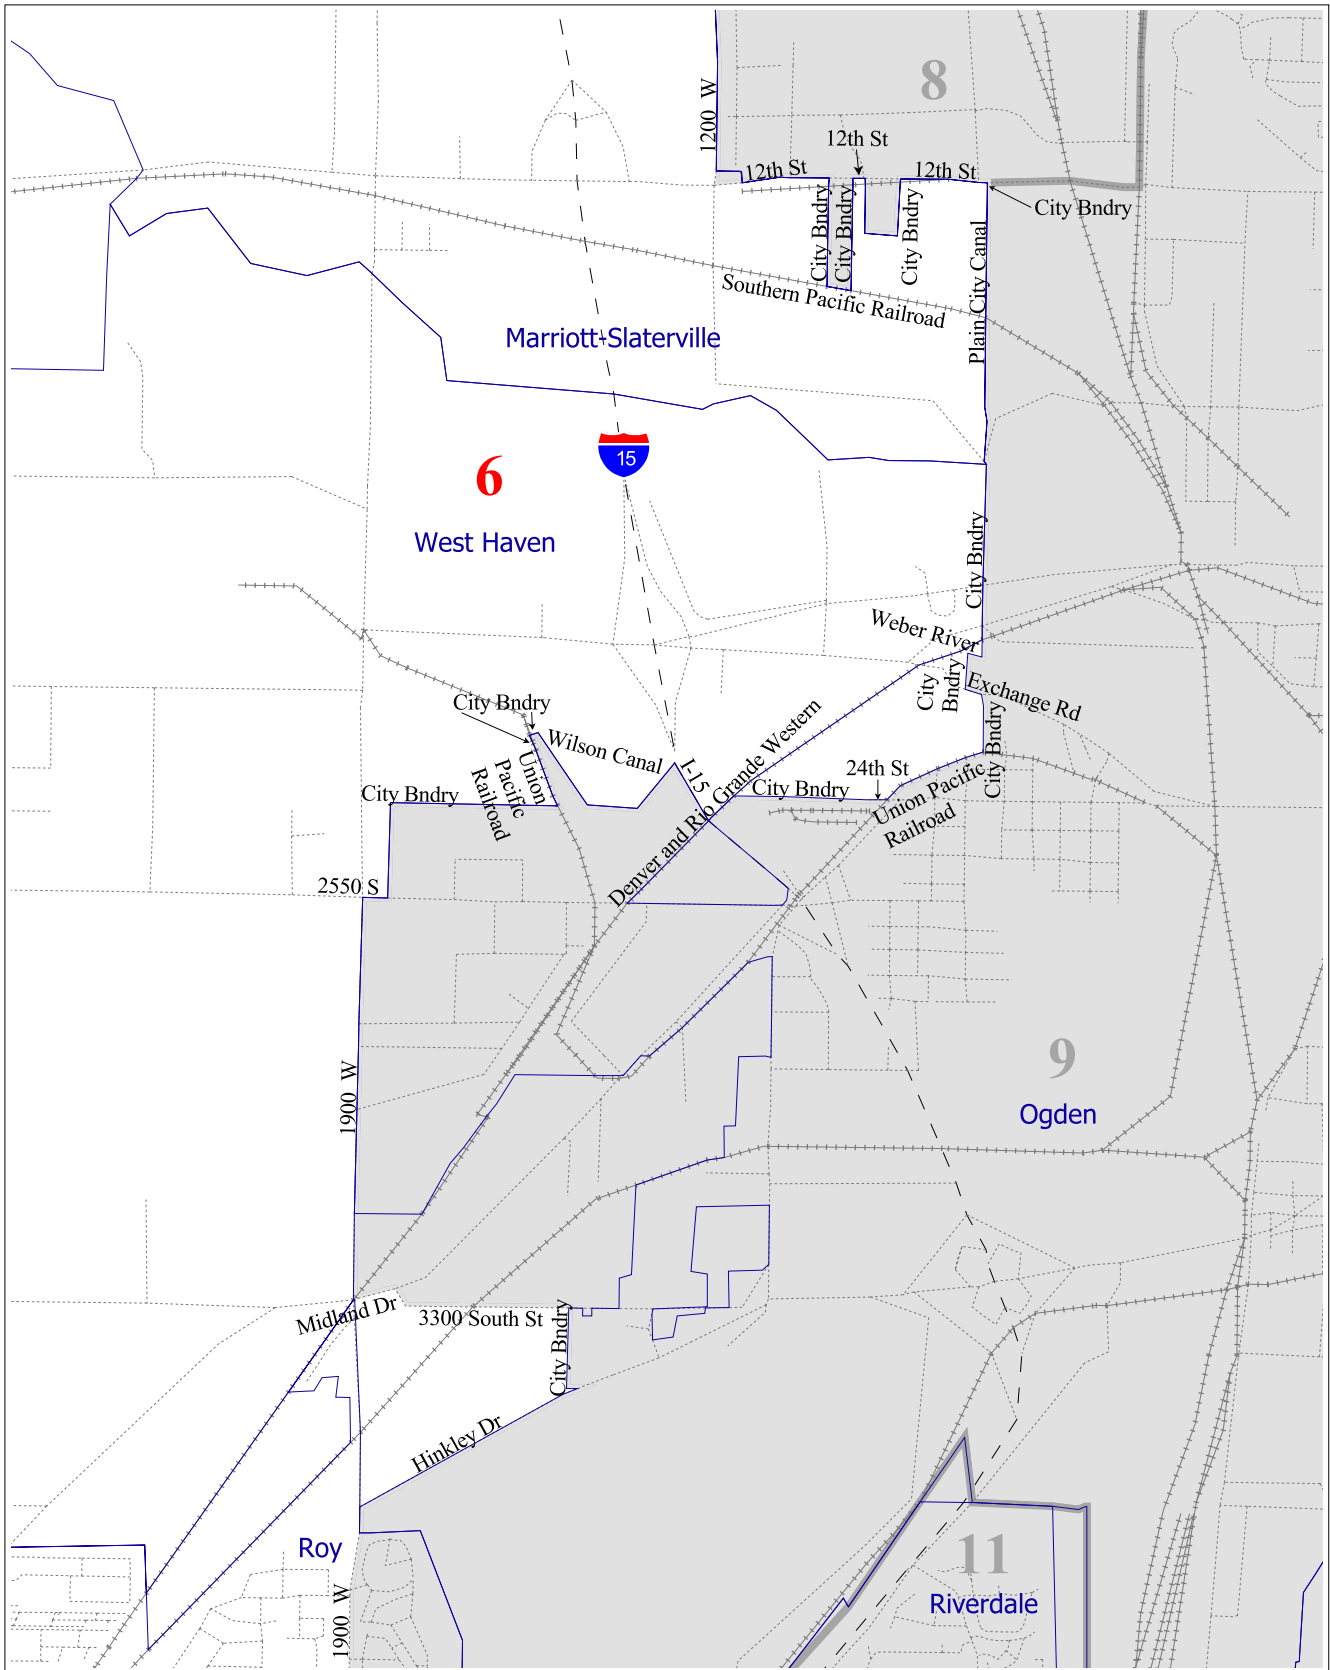 8
1200 W
12th St
12th St
12th St
City Bndry
City Bndry
City Bndry
City Bndry
Plain City Canal
Southern Pacific Railroad
Marriott-Slaterville
15
6
West Haven
City Bndry
Weber River
City
Bndry
Exchange Rd
City Bndry
City Bndry
Wilson Canal
Union
Pacific
Railroad
I-15
Denver and Rio Grande Western
24th St
City Bndry
Union Pacific
Railroad
City Bndry
2550 S
1900 W
9
Ogden
Midland Dr
3300 South St
City Bndry
Hinkley Dr
Roy
1900 W
11
Riverdale